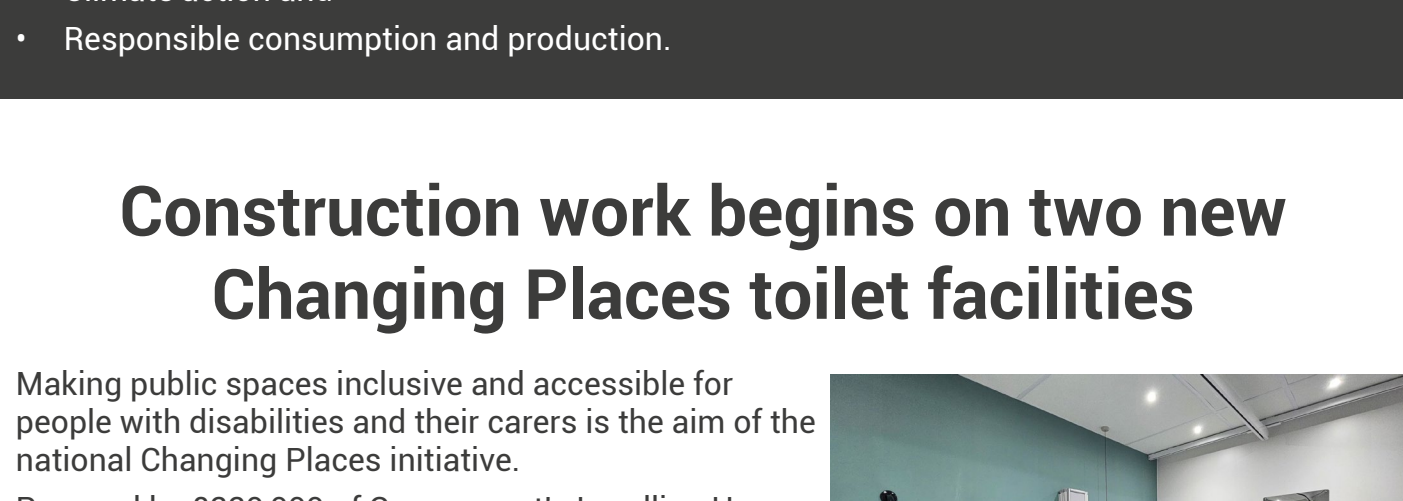 • Responsible consumption and production.
Construction work begins on two new
Changing Places toilet facilities
Making public spaces inclusive and accessible for
people with disabilities and their carers is the aim of the
national Changing Places initiative.